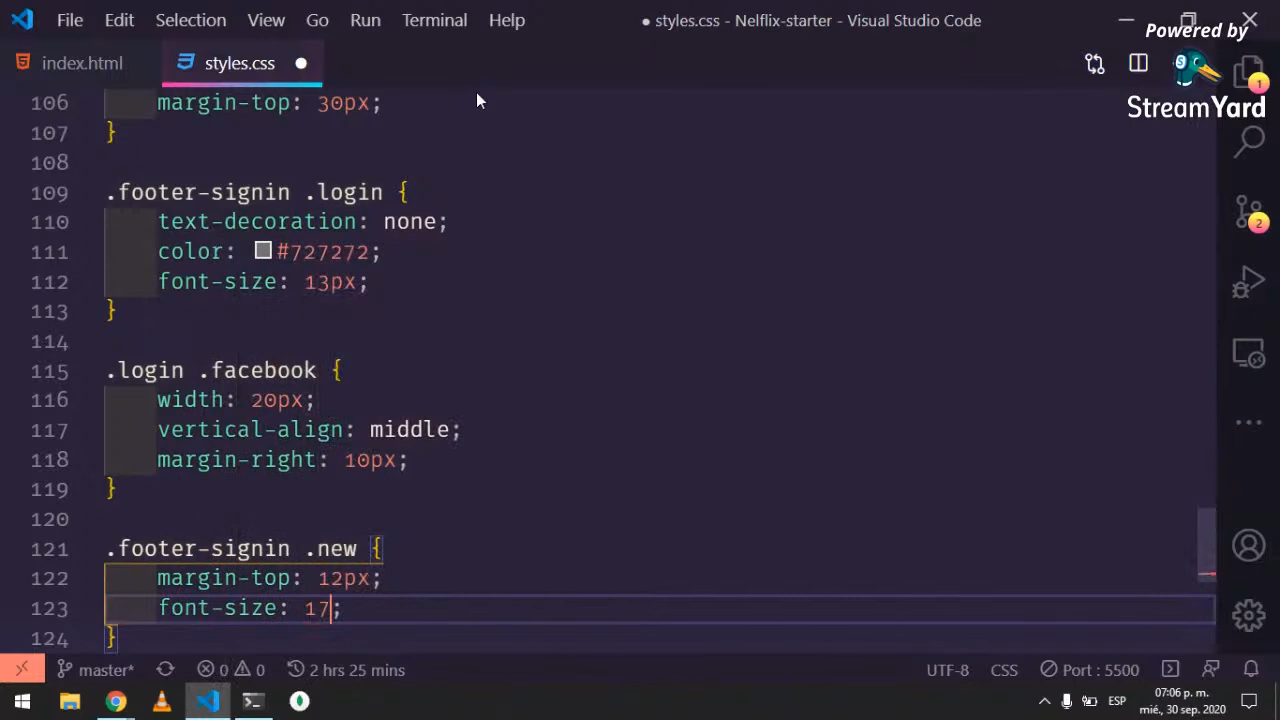 File Edit Selection View Go Run Terminal Help
● styles.css - Nelflix-starter - Visual Studio Code
Powered by
StreamYard
index.html
styles.css
106 margin-top: 30px;
107 }
108
109 .footer-signin .login {
110 text-decoration: none;
111 color: #727272;
112 font-size: 13px;
113 }
114
115 .login .facebook {
116 width: 20px;
117 vertical-align: middle;
118 margin-right: 10px;
119 }
120
121 .footer-signin .new {
122 margin-top: 12px;
123 font-size: 17;
124 }
1
2
master* 0 0 2 hrs 25 mins UTF-8 CSS Port : 5500
ESP
07:06 p. m.
mié., 30 sep. 2020